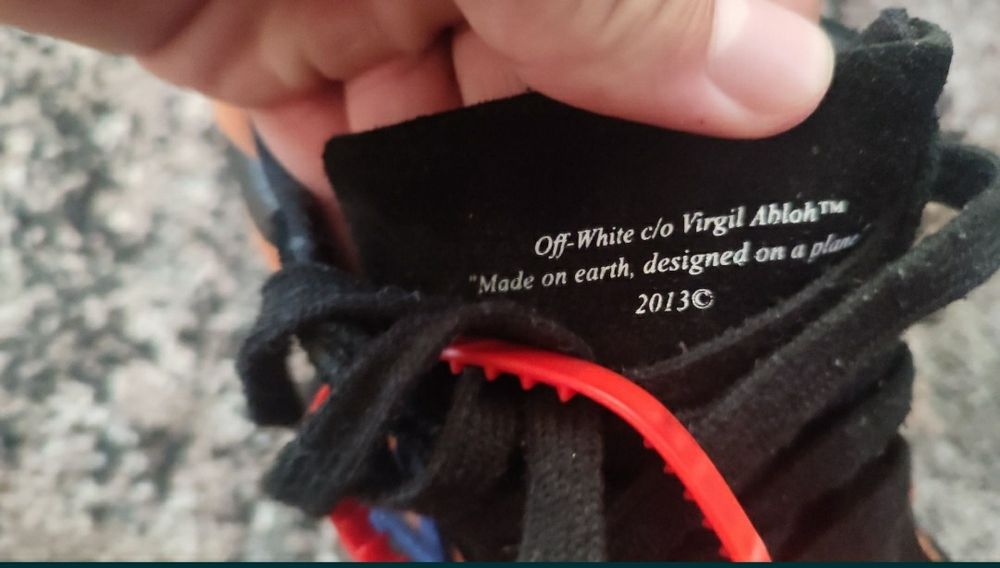 Off-White c/o Virgil Abloh™
"Made on earth, designed on a
2013©